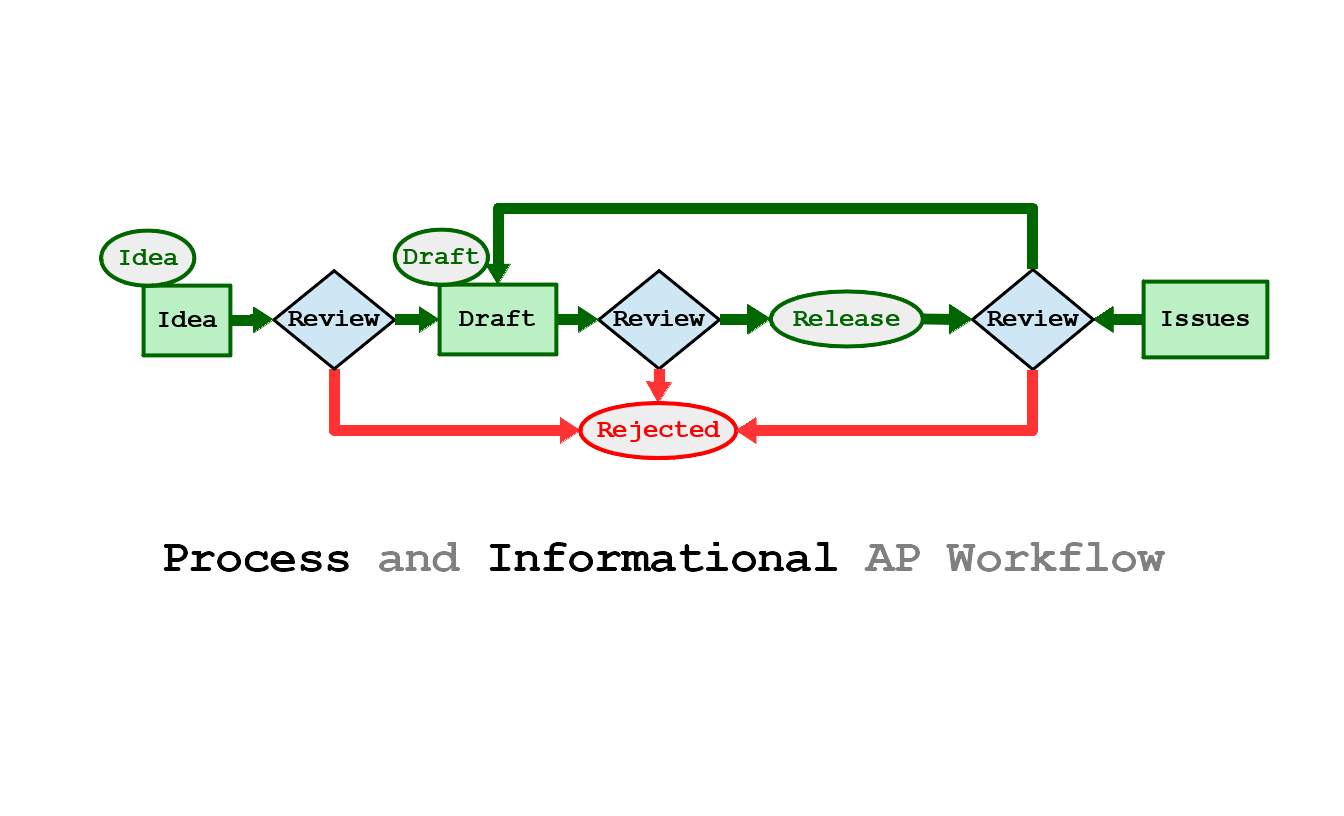 Idea
Draft
Idea
Review
Draft
Review
Release
Review
Issues
Rejected
Process and Informational AP Workflow